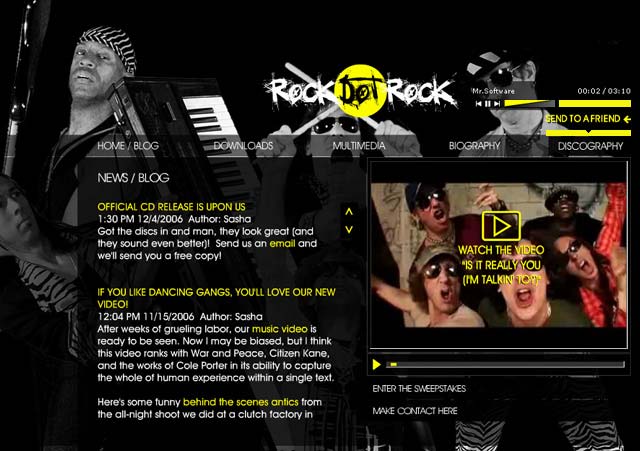 ROCK DOT ROCK
Mr.Software
00:02 / 03:10
SEND TO A FRIEND
HOME / BLOG
DOWNLOADS
MULTIMEDIA
BIOGRAPHY
DISCOGRAPHY
NEWS / BLOG
OFFICIAL CD RELEASE IS UPON US
1:30 PM 12/4/2006 Author: Sasha
Got the discs in and man, they look great (and
they sound even better)! Send us an email and
we'll send you a free copy!
IF YOU LIKE DANCING GANGS, YOU'LL LOVE OUR NEW
VIDEO!
12:04 PM 11/15/2006 Author: Sasha
After weeks of grueling labor, our music video is
ready to be seen. Now I may be biased, but I think
this video ranks with War and Peace, Citizen Kane,
and the works of Cole Porter in its ability to capture
the whole of human experience within a single text.
Here's some funny behind the scenes antics from
the all-night shoot we did at a clutch factory in
WATCH THE VIDEO
"IS IT REALLY YOU
(I'M TALKIN' TO?)"
ENTER THE SWEEPSTAKES
MAKE CONTACT HERE